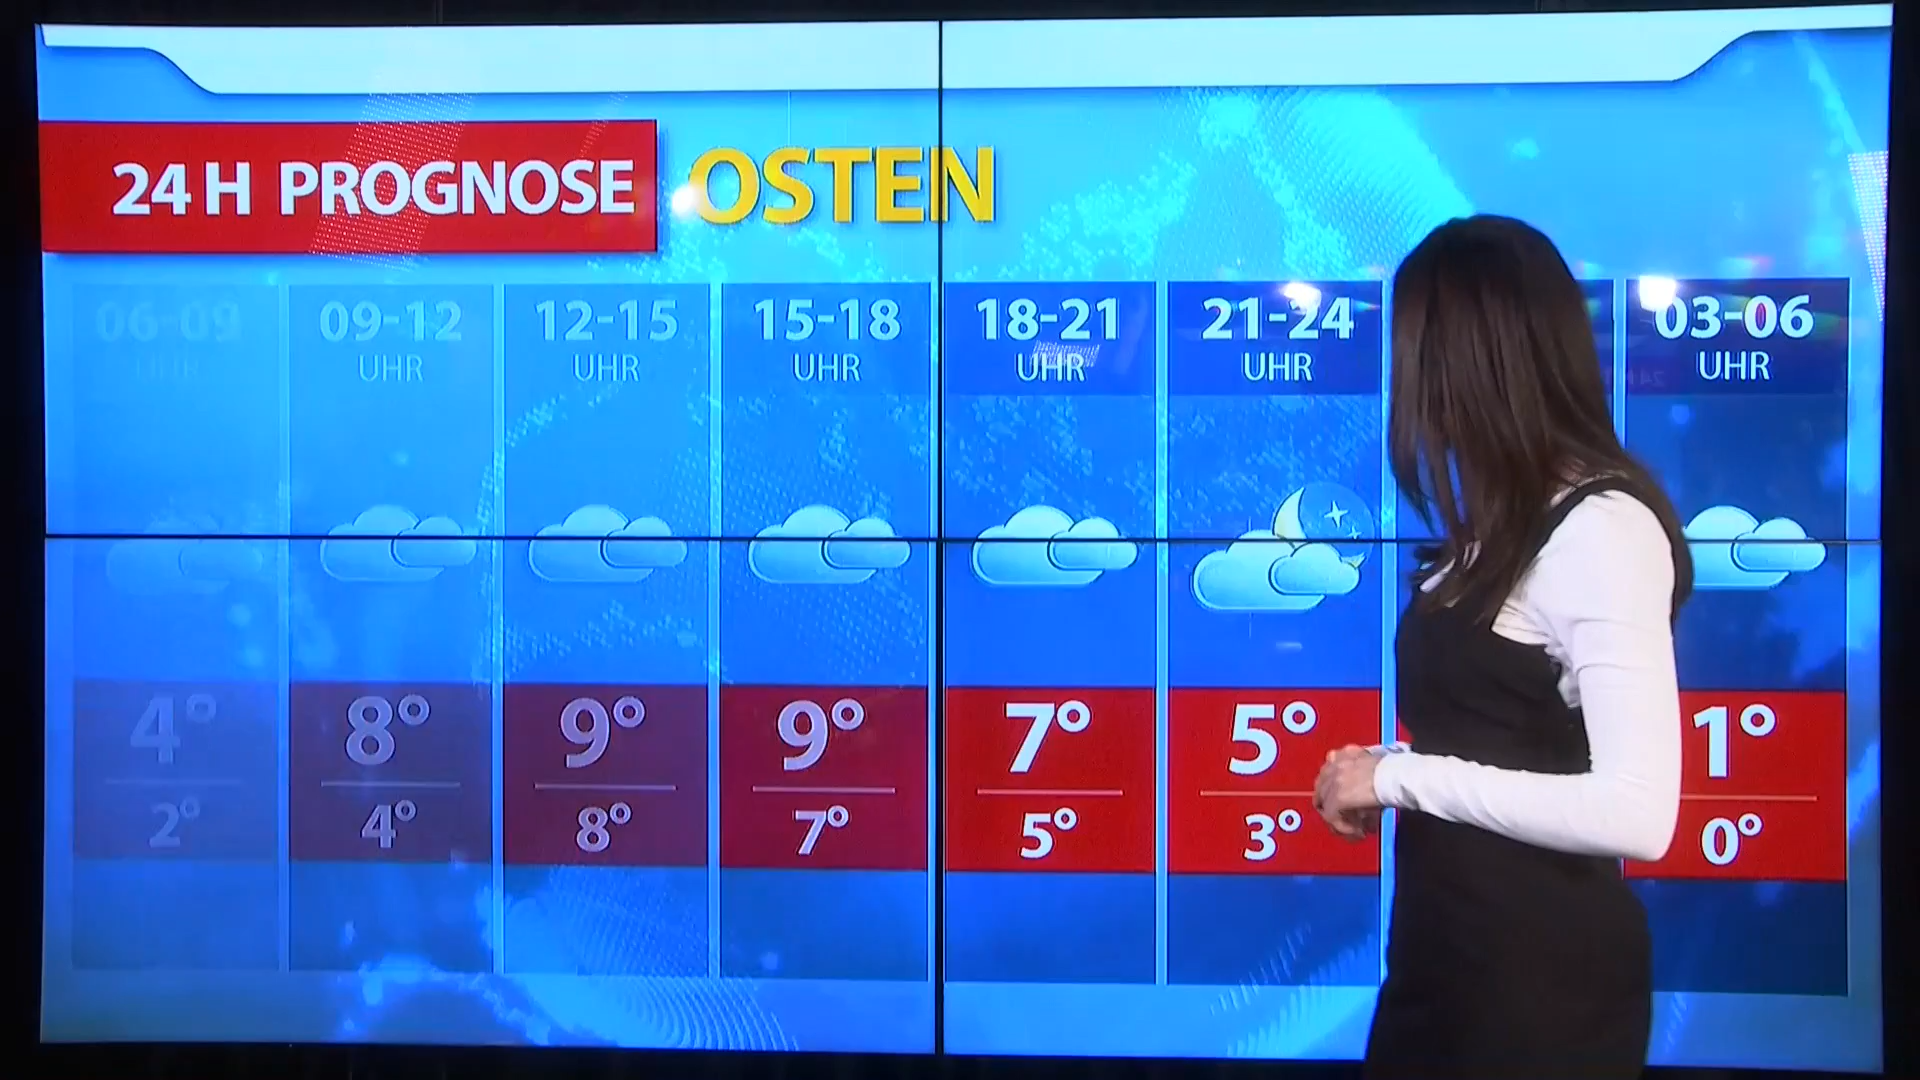 24 H PROGNOSE OSTEN
06-09 09-12 12-15 15-18 18-21 21-24 03-06
UHR UHR UHR UHR UHR UHR UHR
4° 8° 9° 9° 7° 5° 1°
2° 4° 8° 7° 5° 3° 0°